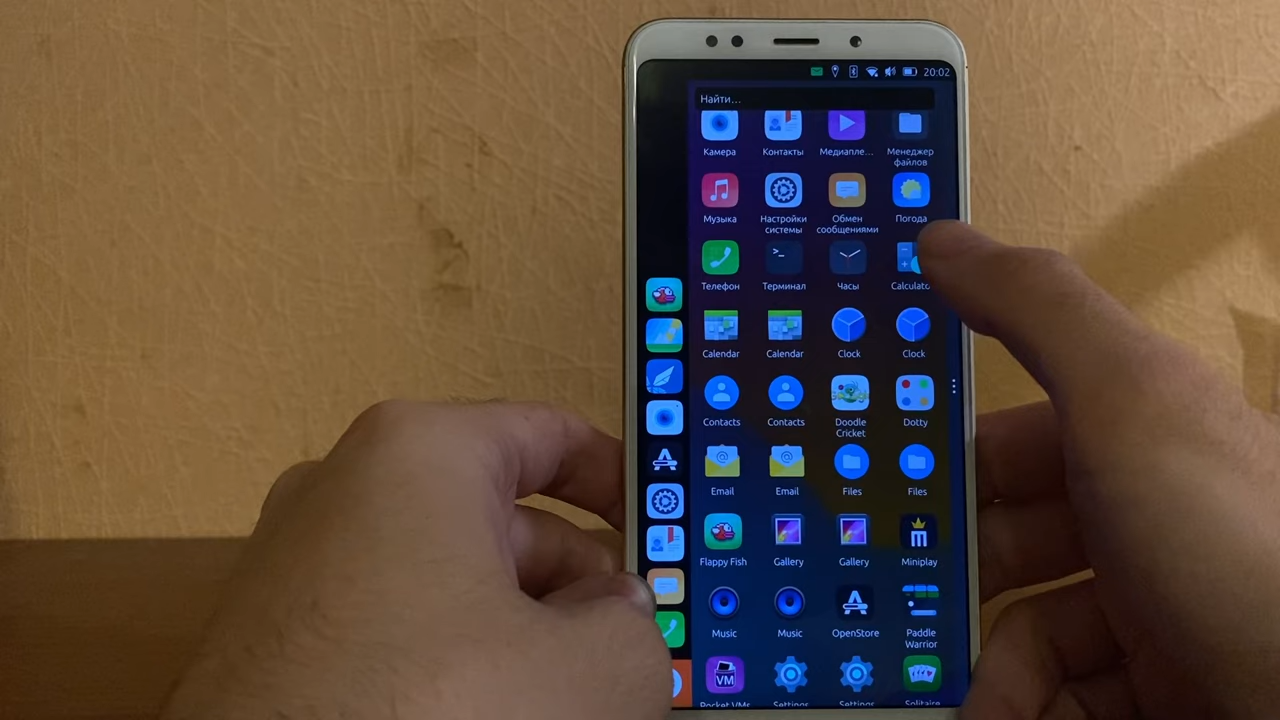 20:02
Найти...
Камера
Контакты
Медиапле...
Менеджер
файлов
Музыка
Настройки
системы
Обмен
сообщениями
Погода
Телефон
>_ Терминал
Часы
Calculato
Calendar
Calendar
Clock
Clock
Contacts
Contacts
Doodle
Cricket
Dotty
Email
Email
Files
Files
Flappy Fish
Gallery
Gallery
m
Miniplay
Music
Music
OpenStore
Paddle
Warrior
VM
Pocket VMs
Settings
Settings
Solitaire